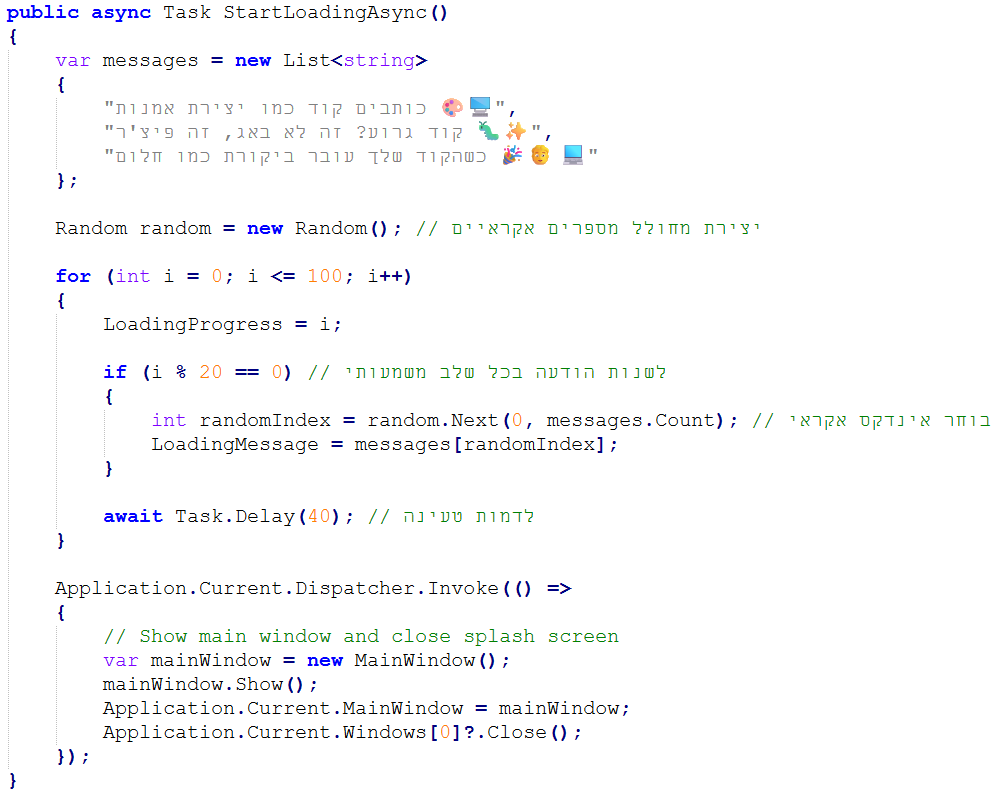 public async Task StartLoadingAsync()
{
    var messages = new List<string>
    {
        "כותבים קוד כמו יצירת אמנות 🎨💻",
        "קוד גרוע? זה לא באג, זה פיצ'ר 🐛✨",
        "כשהקוד שלך עובר ביקורת כמו חלום 🎉👨‍💻"
    };

    Random random = new Random(); // יצירת מחולל מספרים אקראיים

    for (int i = 0; i <= 100; i++)
    {
        LoadingProgress = i;

        if (i % 20 == 0) // לשנות הודעה בכל שלב משמעותי
        {
            int randomIndex = random.Next(0, messages.Count); // בוחר אינדקס אקראי
            LoadingMessage = messages[randomIndex];
        }

        await Task.Delay(40); // לדמות טעינה
    }

    Application.Current.Dispatcher.Invoke(() =>
    {
        // Show main window and close splash screen
        var mainWindow = new MainWindow();
        mainWindow.Show();
        Application.Current.MainWindow = mainWindow;
        Application.Current.Windows[0]?.Close();
    });
}